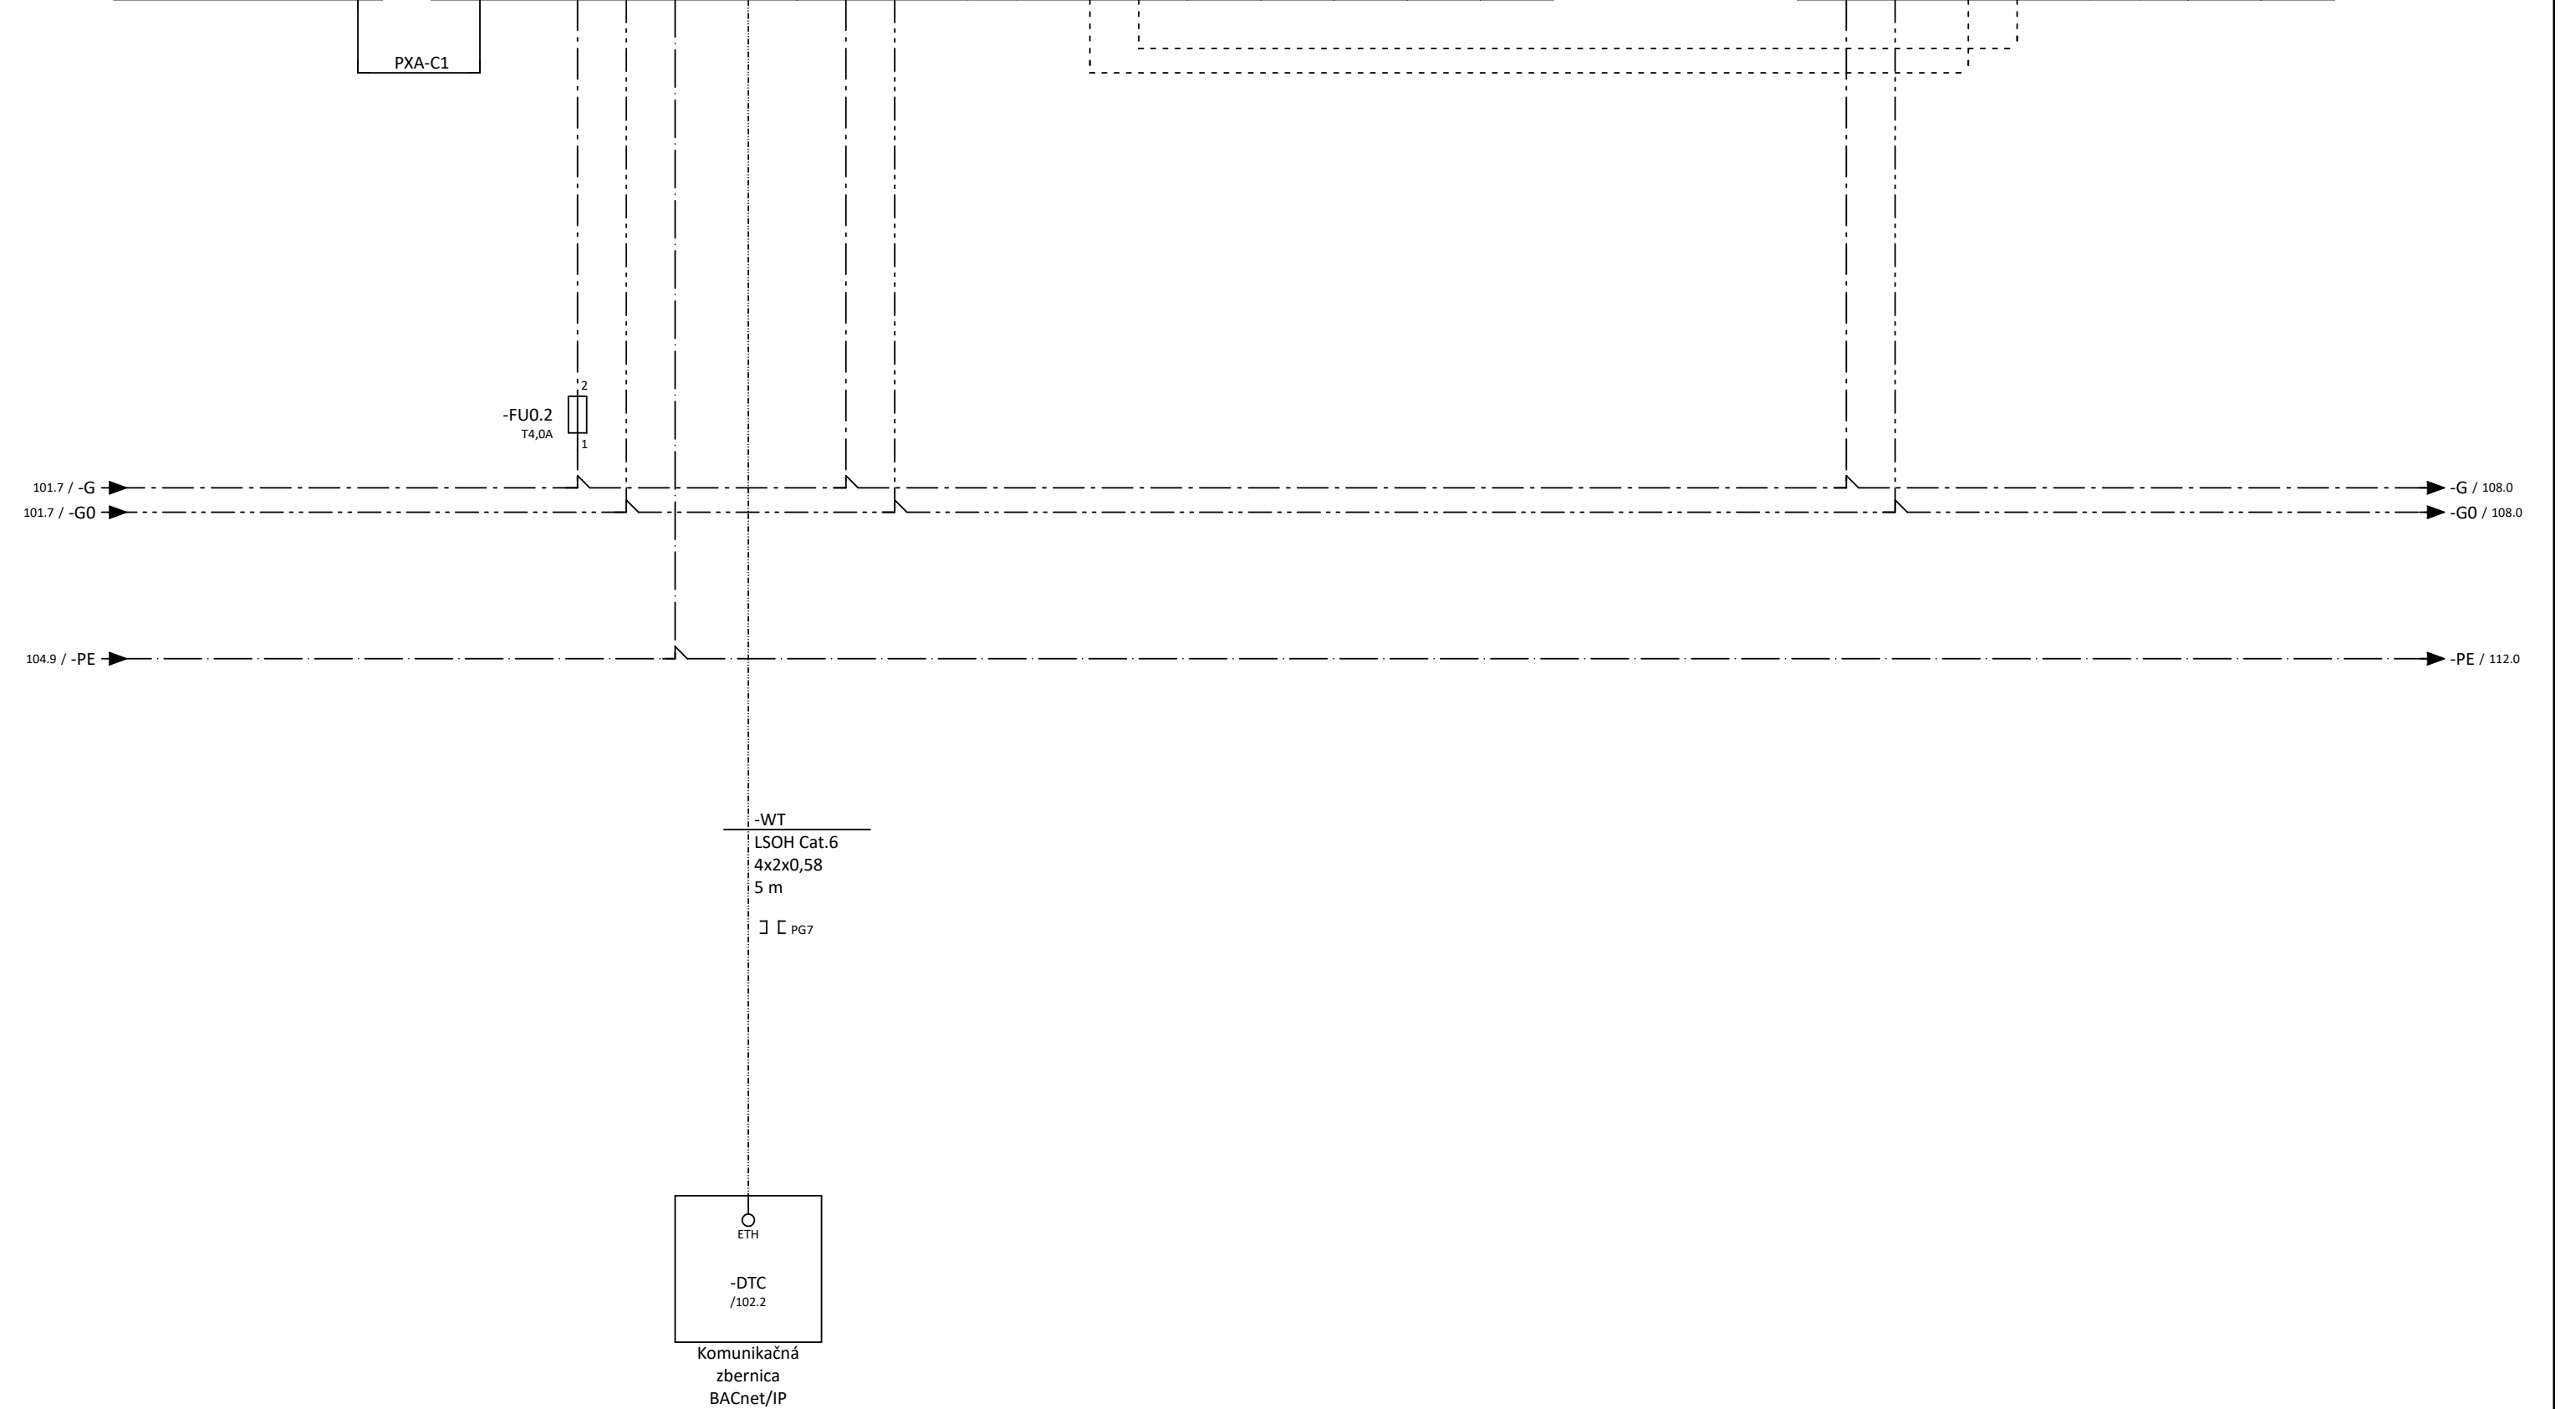 PXA-C1
2
-FU0.2
T4,0A
1
101.7 / -G
-G / 108.0
101.7 / -G0
-G0 / 108.0
104.9 / -PE
-PE / 112.0
-WT
LSOH Cat.6
4x2x0,58
5 m
PG7
ETH
-DTC
/102.2
Komunikačná
zbernica
BACnet/IP